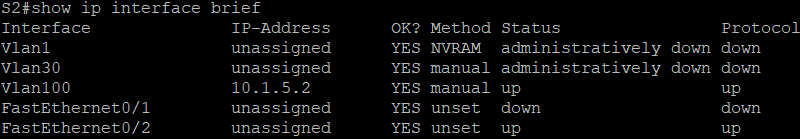 S2#show ip interface brief
Interface IP-Address OK? Method Status Protocol
Vlan1 unassigned YES NVRAM administratively down down
Vlan30 unassigned YES manual administratively down down
Vlan100 10.1.5.2 YES manual up up
FastEthernet0/1 unassigned YES unset down down
FastEthernet0/2 unassigned YES unset up up